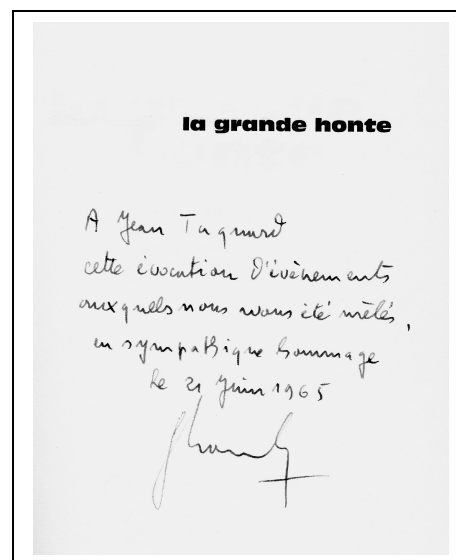 la grande honte
A Jean Taquard
cette évocation d'évènements
auxquels nous avons été mêlés,
en sympathique hommage
le 21 Juin 1965